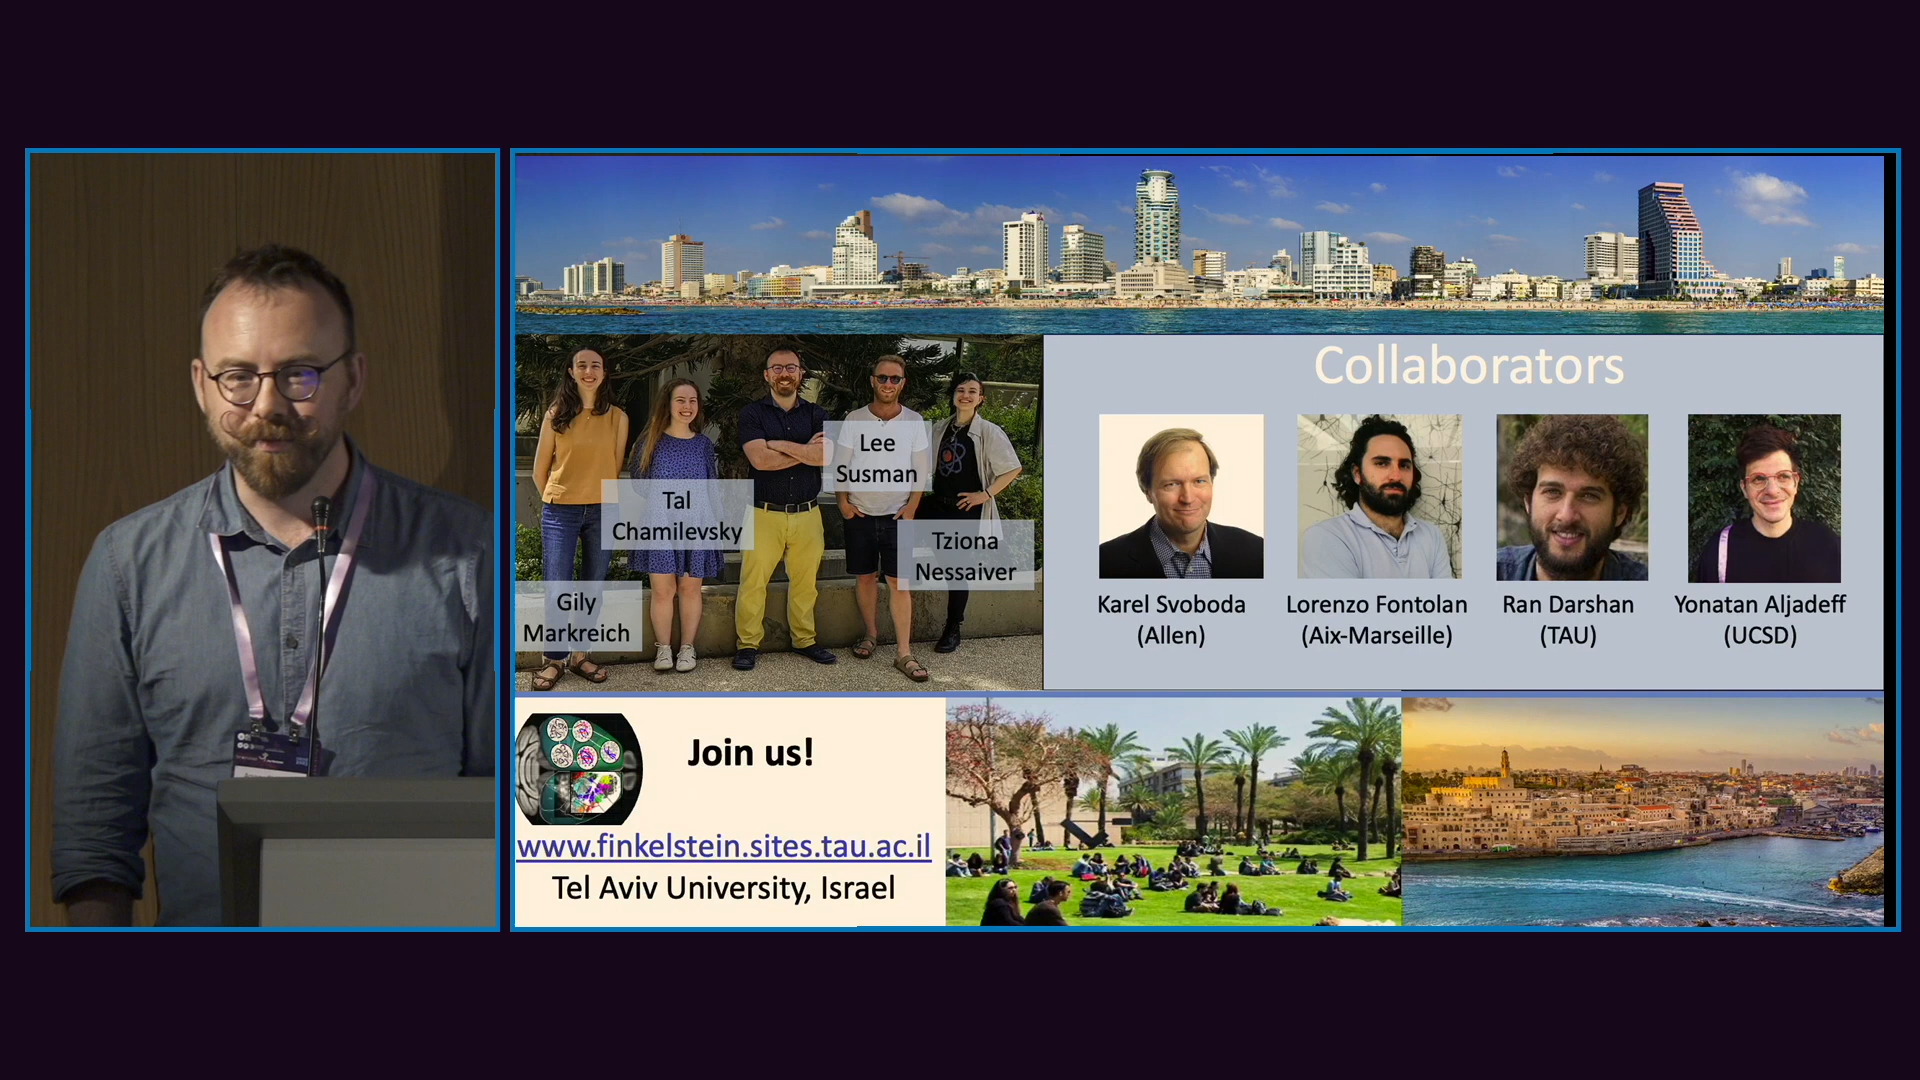 Lee
Susman
Tal
Chamilevsky
Tziona
Nessaiver
Gily
Markreich
Collaborators
Karel Svoboda
(Allen)
Lorenzo Fontolan
(Aix-Marseille)
Ran Darshan
(TAU)
Yonatan Aljadeff
(UCSD)
Join us!
www.finkelstein.sites.tau.ac.il
Tel Aviv University, Israel